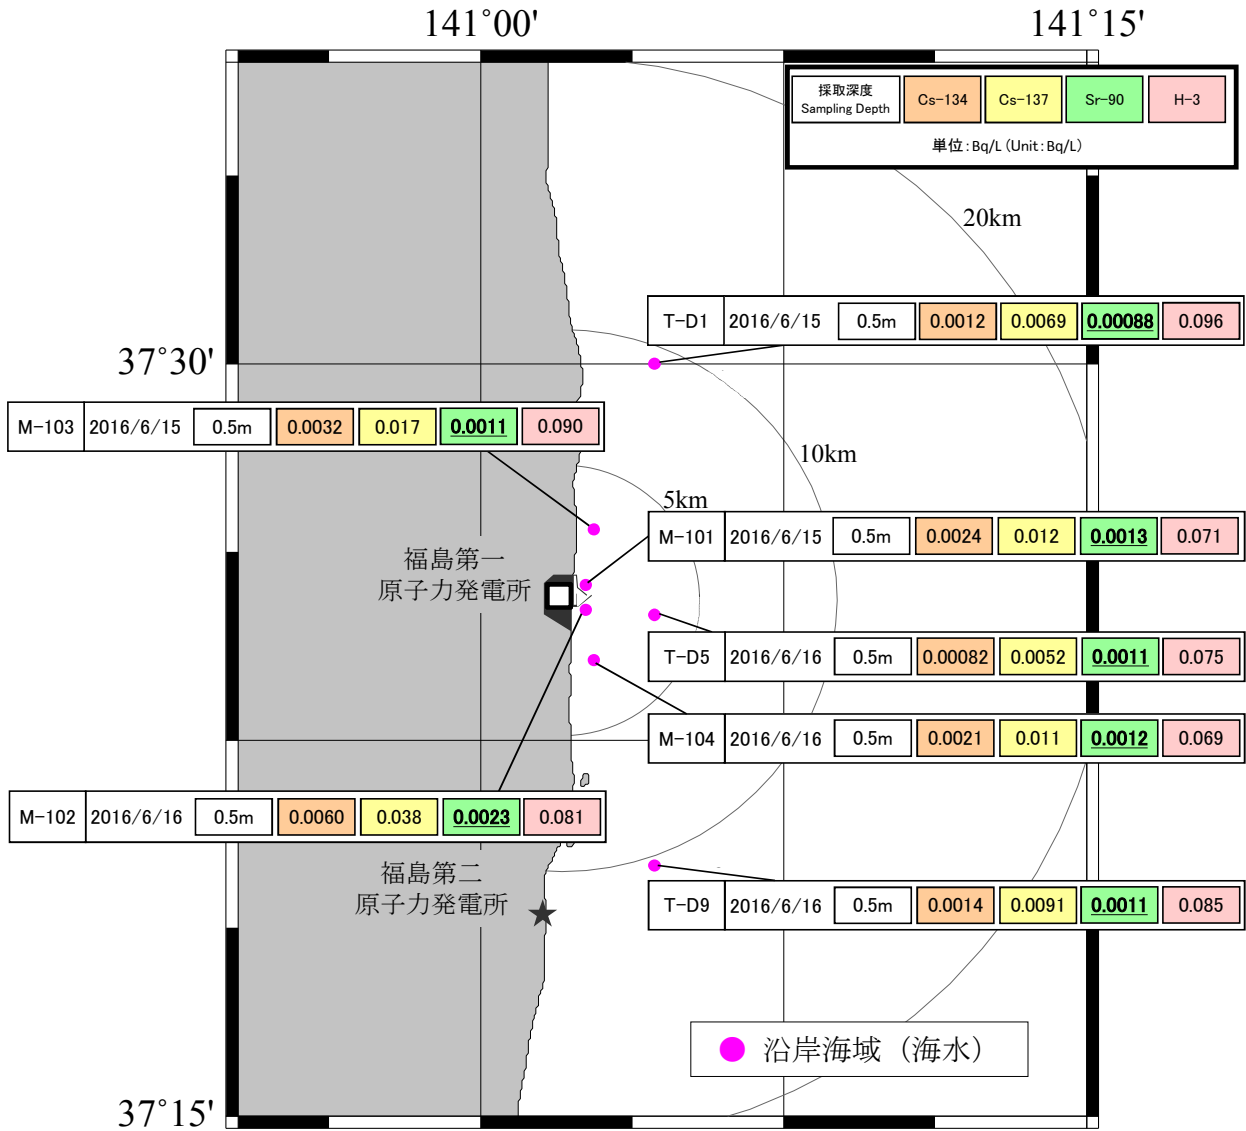 141°00' 141°15'
採取深度
Sampling Depth
Cs-134 Cs-137 Sr-90 H-3
単位:Bq/L (Unit:Bq/L)
20km
T-D1 2016/6/15 0.5m 0.0012 0.0069 0.00088 0.096
37°30'
M-103 2016/6/15 0.5m 0.0032 0.017 0.0011 0.090
10km
5km
M-101 2016/6/15 0.5m 0.0024 0.012 0.0013 0.071
福島第一
原子力発電所
T-D5 2016/6/16 0.5m 0.00082 0.0052 0.0011 0.075
M-104 2016/6/16 0.5m 0.0021 0.011 0.0012 0.069
M-102 2016/6/16 0.5m 0.0060 0.038 0.0023 0.081
福島第二
原子力発電所
T-D9 2016/6/16 0.5m 0.0014 0.0091 0.0011 0.085
沿岸海域（海水）
37°15'